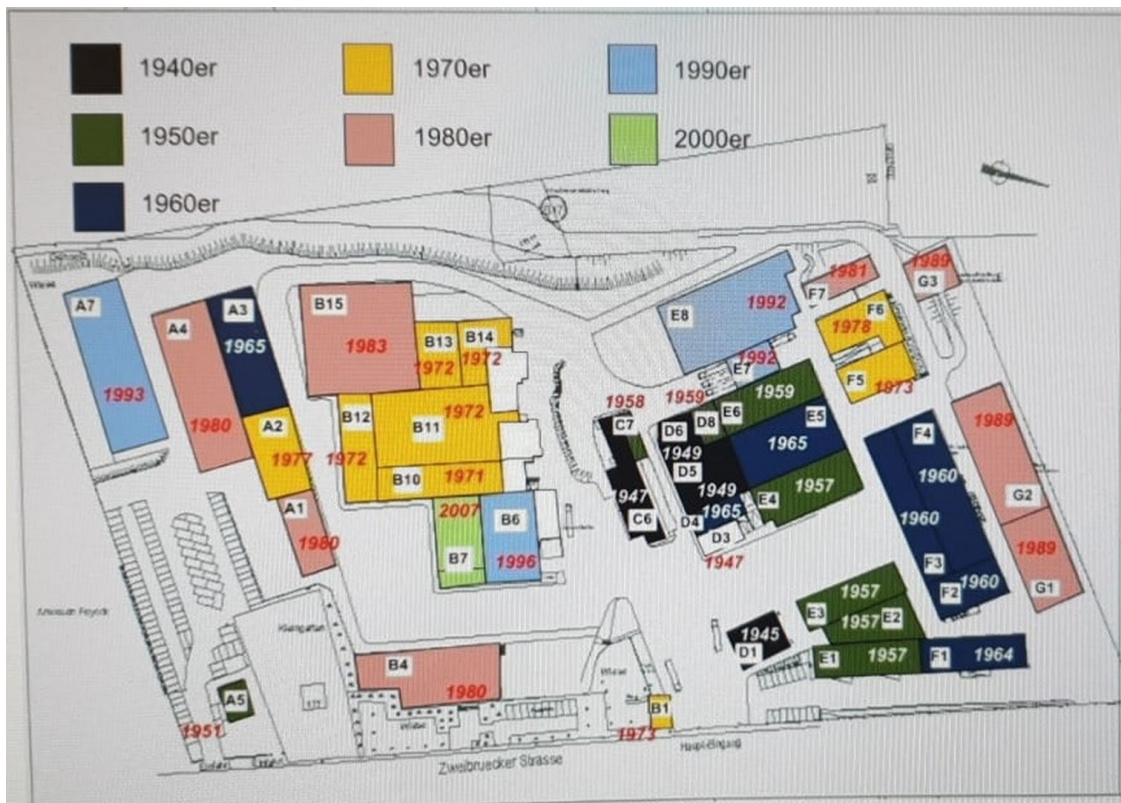 1940er
1970er
1990er
1950er
1980er
2000er
1960er
A7
1993
A4
1980
A3
1965
A2
1977
A1
1980
A5
1951
B15
1983
B13
1972
B14
1972
B12
1972
B11
1972
B10
1971
2007
B7
B6
1996
B4
1980
B1
1973
1958
C7
1947
C6
1959
D8
D6
1949
D5
1949
1965
D4
D3
1947
1945
D1
E8
1992
1992
E7
E6
1959
E5
1965
E4
1957
1957
E3
1957
E2
E1
1957
1981
F7
F6
1978
F5
1973
F4
1960
1960
F3
1960
F2
F1
1964
1989
G3
1989
G2
1989
G1
Zweibruecker Strasse
Haupt-Eingang